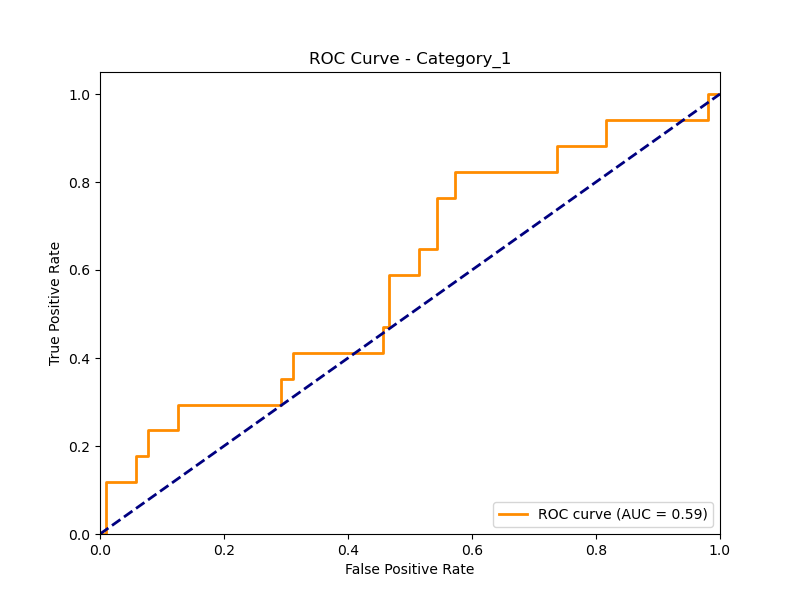 ROC Curve - Category_1
True Positive Rate
1.0
0.8
0.6
0.4
0.2
0.0
0.0 0.2 0.4 0.6 0.8 1.0
False Positive Rate
ROC curve (AUC = 0.59)